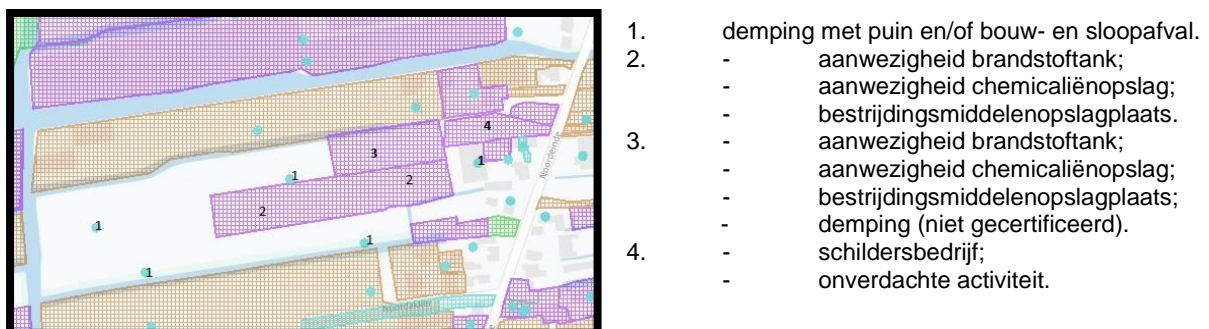 1. demping met puin en/of bouw- en sloopafval.
2. - aanwezigheid brandstoftank;
- aanwezigheid chemicaliënopslag;
- bestrijdingsmiddelenopslagplaats.
3. - aanwezigheid brandstoftank;
- aanwezigheid chemicaliënopslag;
- bestrijdingsmiddelenopslagplaats;
- demping (niet gecertificeerd).
4. - schildersbedrijf;
- onverdachte activiteit.
4
Noordeinde
3
1
1
2
2
1
1
1
Noordakker